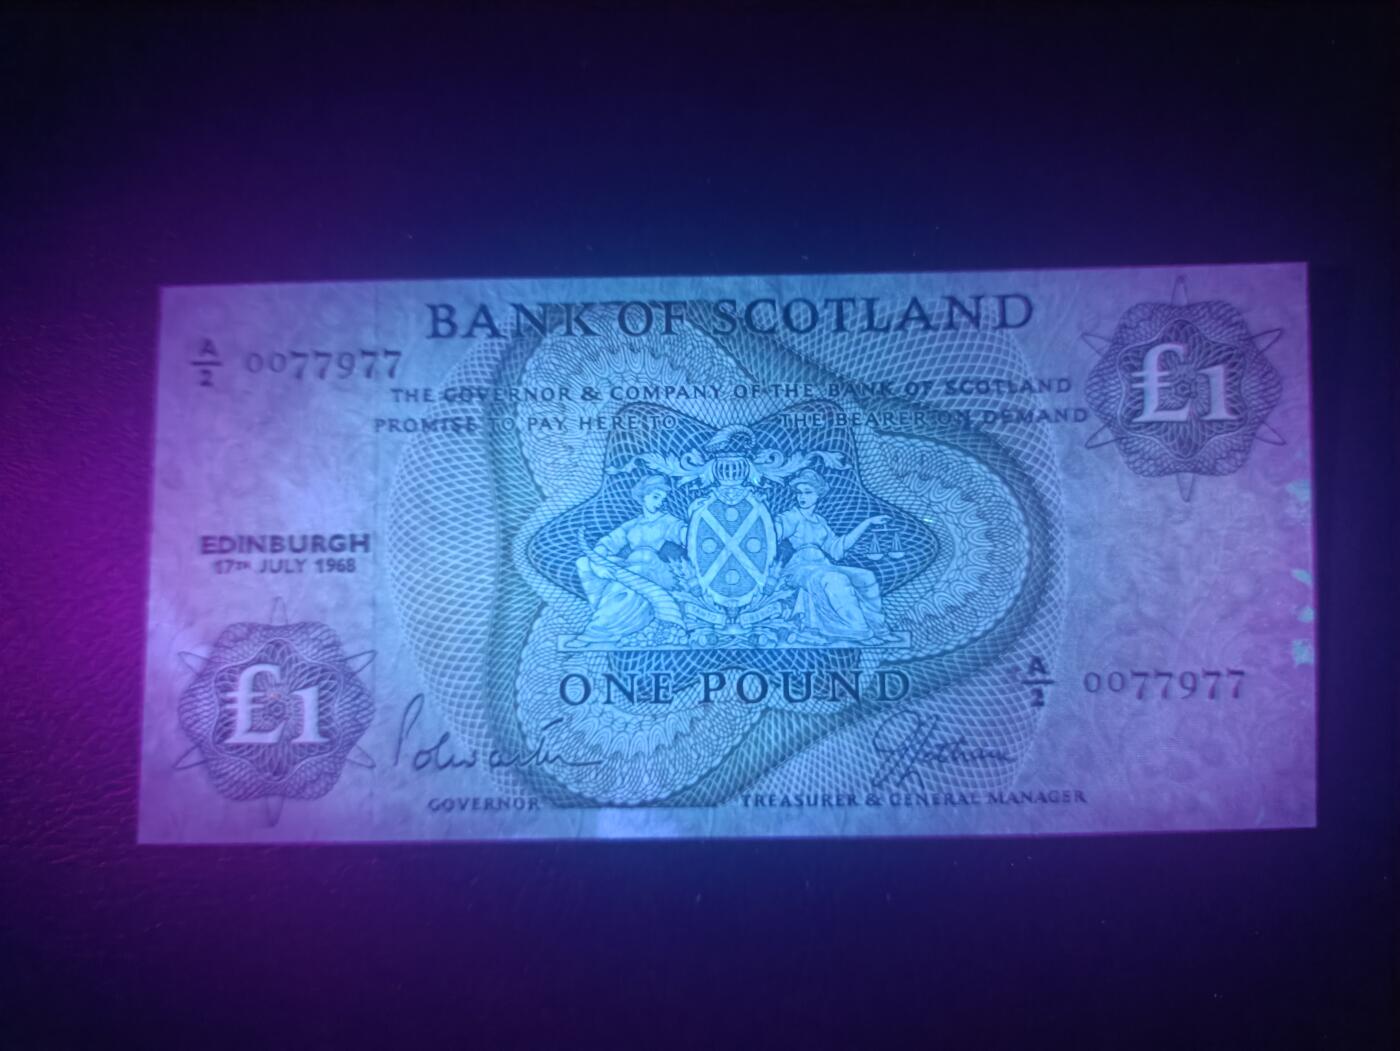 BANK OF SCOTLAND
£1
A/2 0077977
THE GOVERNOR & COMPANY OF THE BANK OF SCOTLAND
PROMISE TO PAY HERE TO THE BEARER ON DEMAND
EDINBURGH
17TH JULY 1968
ONE POUND
A/2 0077977
£1
Polwarth
GOVERNOR
TREASURER & GENERAL MANAGER